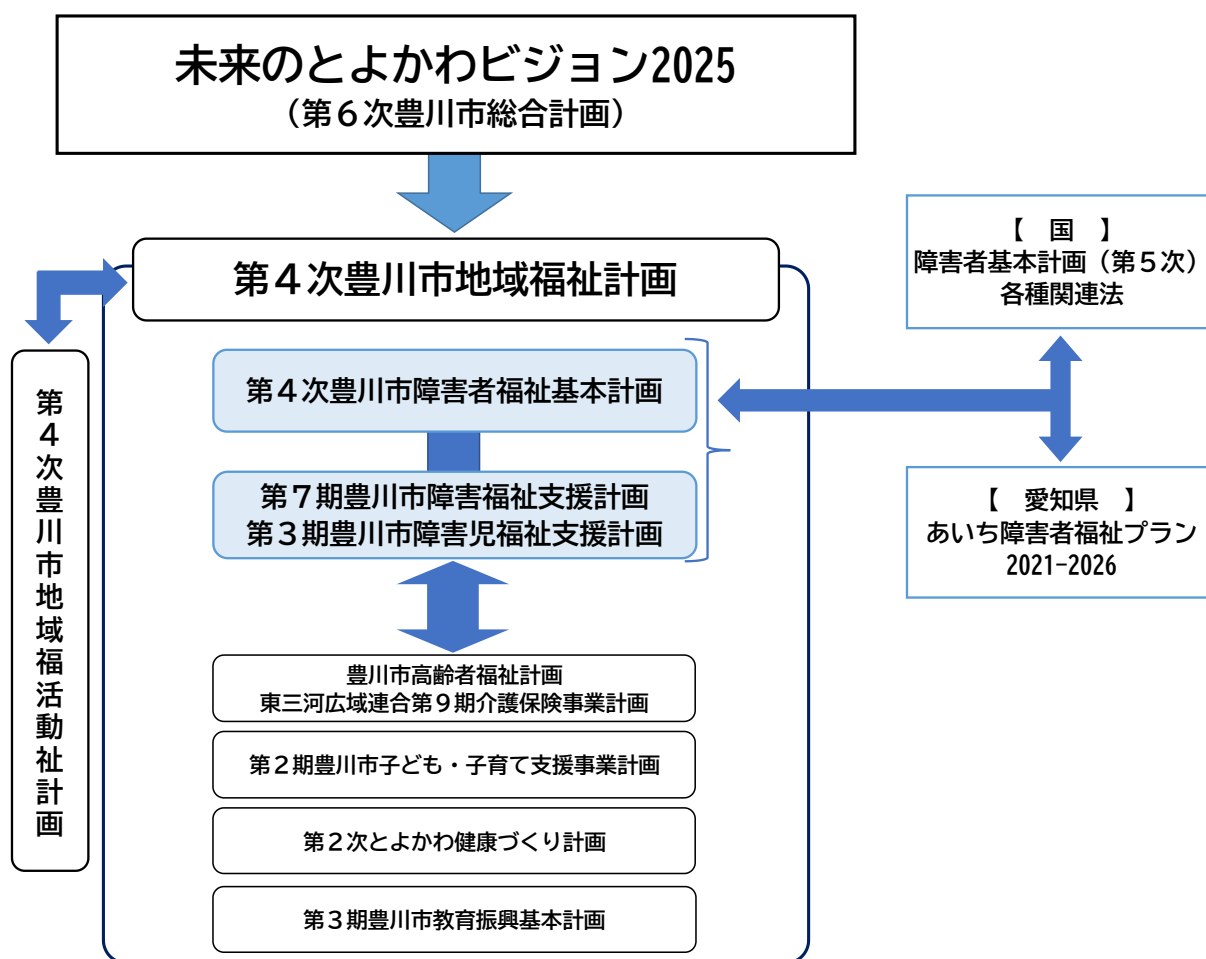 未来のとよかわビジョン2025
（第６次豊川市総合計画）
第４次豊川市地域福祉計画
第４次豊川市地域福活動祉計画
第４次豊川市障害者福祉基本計画
第７期豊川市障害福祉支援計画
第３期豊川市障害児福祉支援計画
豊川市高齢者福祉計画
東三河広域連合第９期介護保険事業計画
第２期豊川市子ども・子育て支援事業計画
第２次とよかわ健康づくり計画
第３期豊川市教育振興基本計画
【　国　】
障害者基本計画（第５次）
各種関連法
【　愛知県　】
あいち障害者福祉プラン
2021-2026